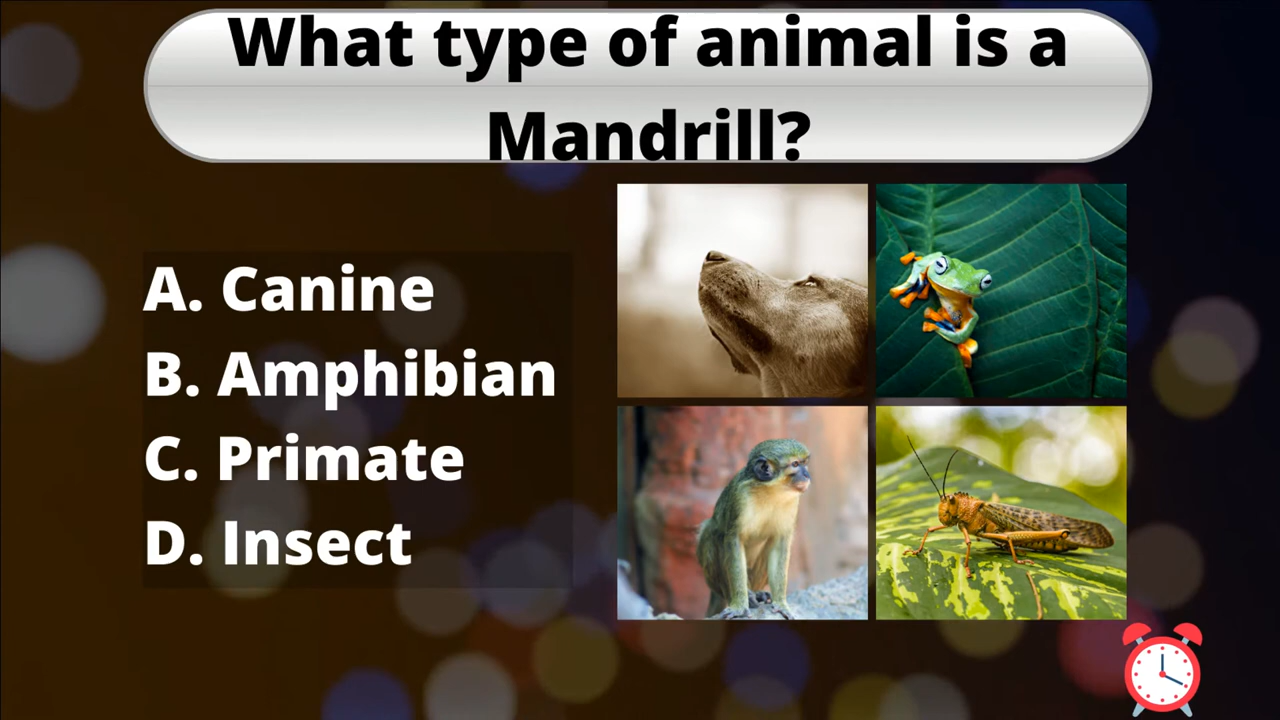 What type of animal is a
Mandrill?
A. Canine
B. Amphibian
C. Primate
D. Insect